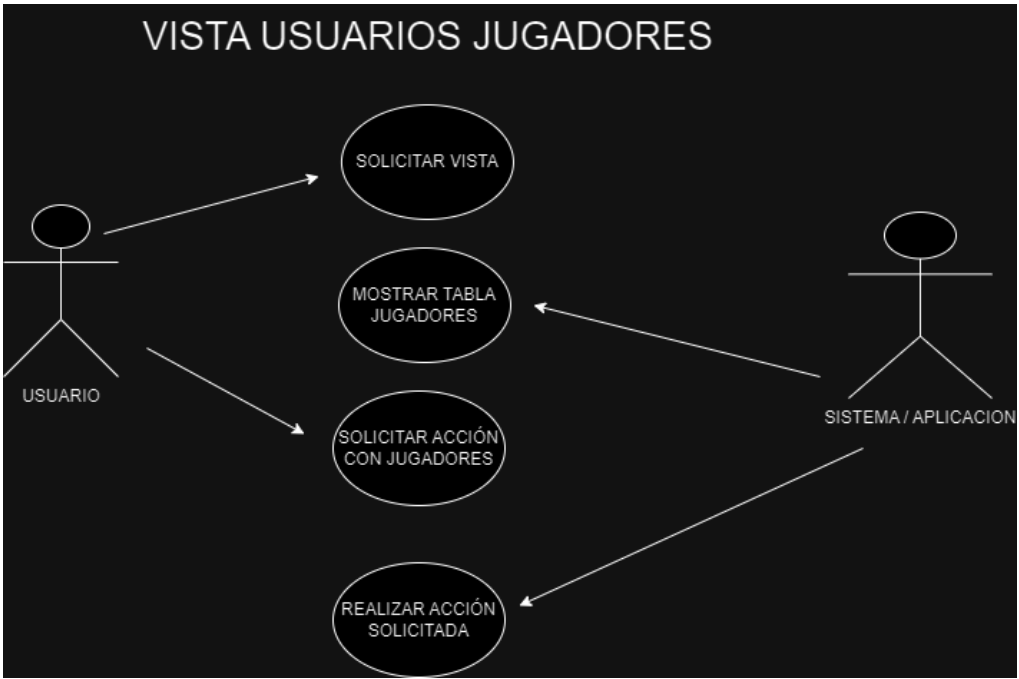 VISTA USUARIOS JUGADORES
SOLICITAR VISTA
MOSTRAR TABLA
JUGADORES
USUARIO
SISTEMA / APLICACION
SOLICITAR ACCIÓN
CON JUGADORES
REALIZAR ACCIÓN
SOLICITADA